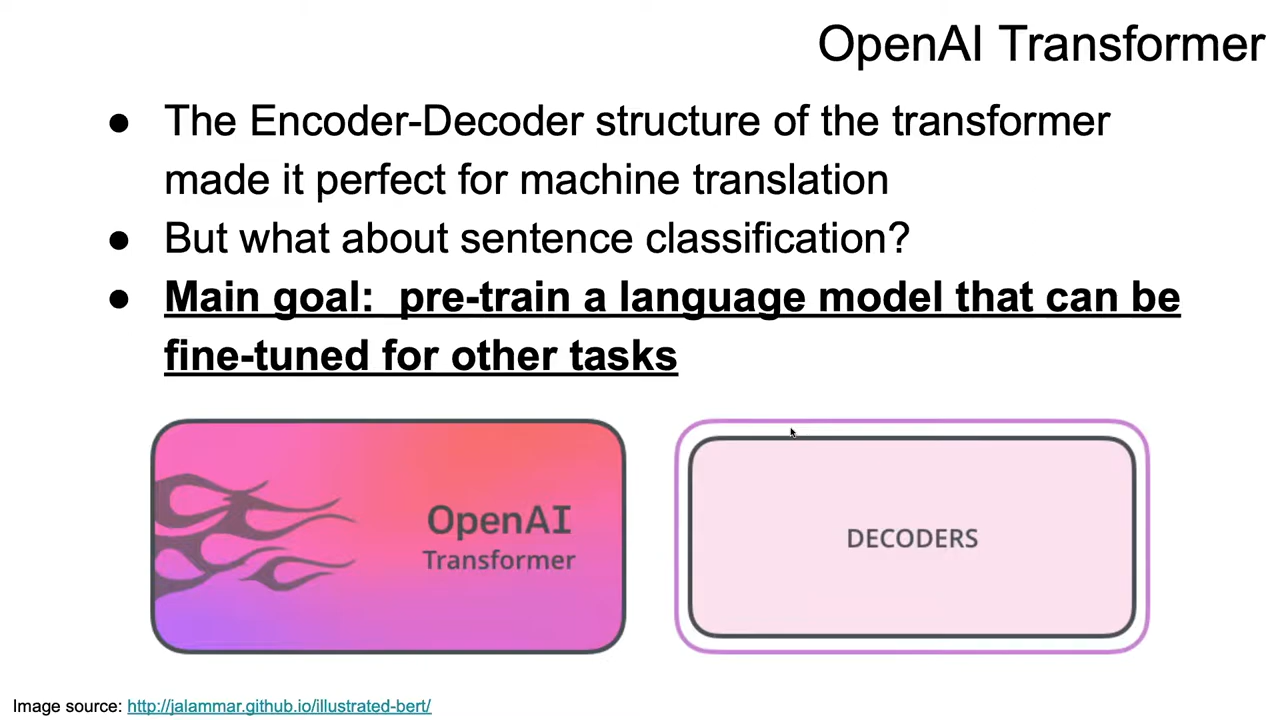 OpenAI Transformer
● The Encoder-Decoder structure of the transformer
made it perfect for machine translation
● But what about sentence classification?
● Main goal:  pre-train a language model that can be
fine-tuned for other tasks
OpenAI
Transformer
DECODERS
Image source: http://jalammar.github.io/illustrated-bert/